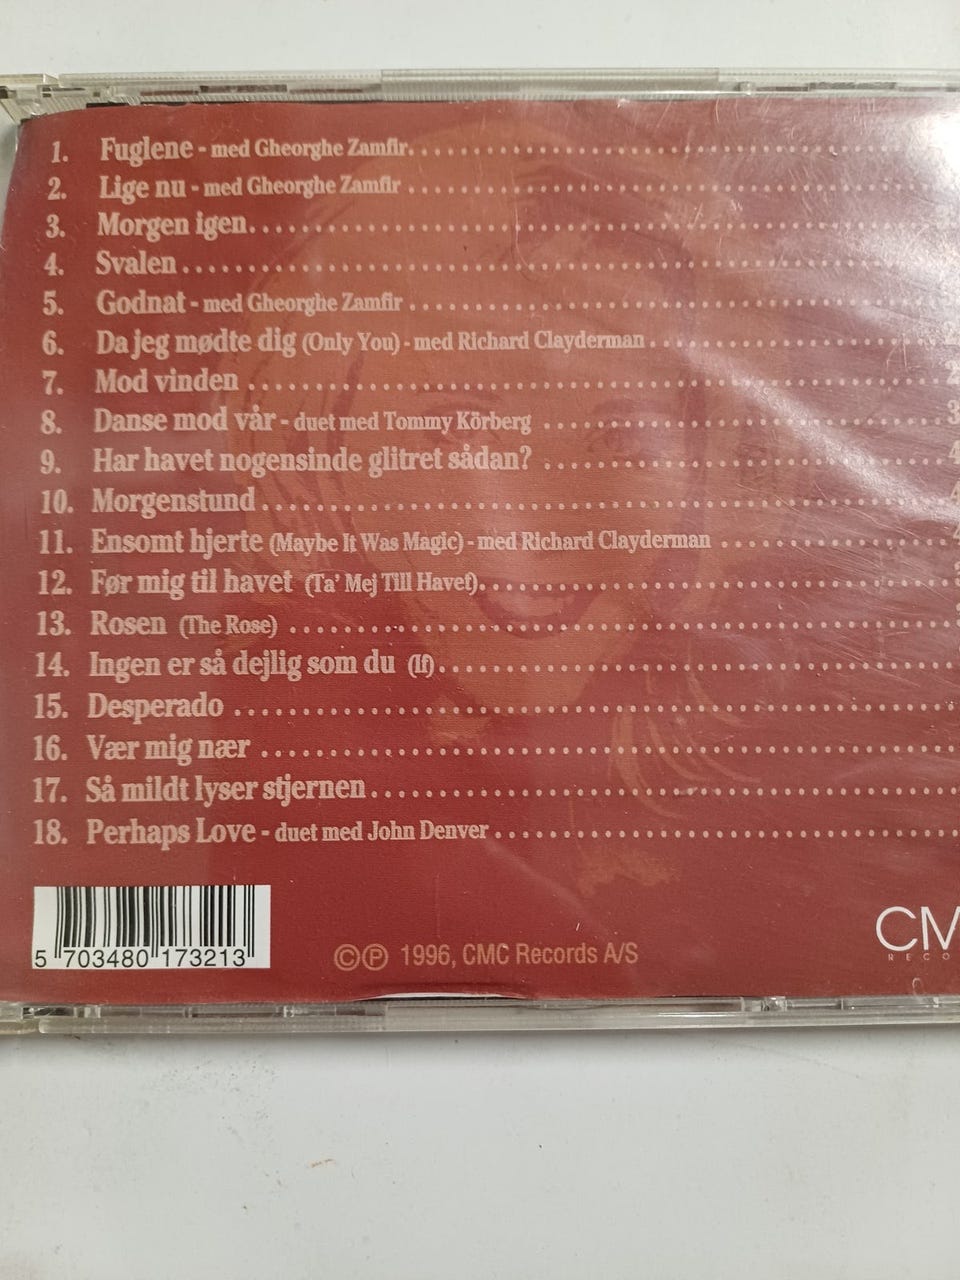 1. Fuglene - med Gheorghe Zamfir
2. Lige nu - med Gheorghe Zamfir
3. Morgen igen
4. Svalen
5. Godnat - med Gheorghe Zamfir
6. Da jeg mødte dig (Only You) - med Richard Clayderman
7. Mod vinden
8. Danse mod vår - duet med Tommy Körberg
9. Har havet nogensinde glitret sådan?
10. Morgenstund
11. Ensomt hjerte (Maybe It Was Magic) - med Richard Clayderman
12. Før mig til havet (Ta' Mej Till Havet)
13. Rosen (The Rose)
14. Ingen er så dejlig som du (If)
15. Desperado
16. Vær mig nær
17. Så mildt lyser stjernen
18. Perhaps Love - duet med John Denver
5 703480 173213
©℗ 1996, CMC Records A/S
CM
RECO